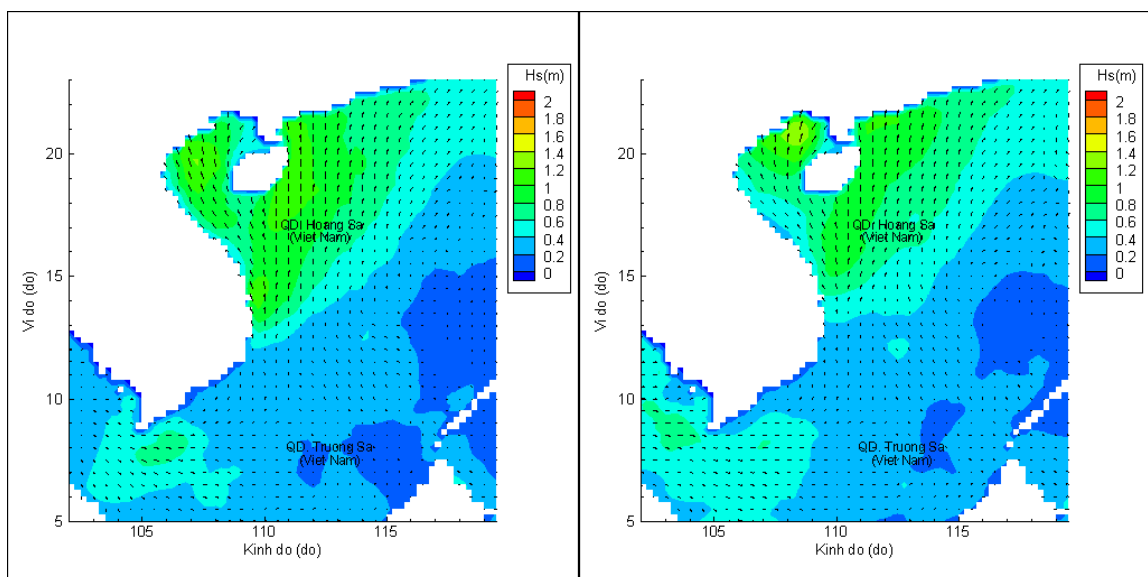 Hs(m)
2
1.8
1.6
1.4
1.2
1
0.8
0.6
0.4
0.2
0
20
15
10
5
Vi do (do)
105
110
115
Kinh do (do)
QDI Hoang Sa
(Viet Nam)
QD. Truong Sa
(Viet Nam)
Hs(m)
2
1.8
1.6
1.4
1.2
1
0.8
0.6
0.4
0.2
0
20
15
10
5
Vi do (do)
105
110
115
Kinh do (do)
QDr Hoang Sa
(Viet Nam)
QD. Truong Sa
(Viet Nam)